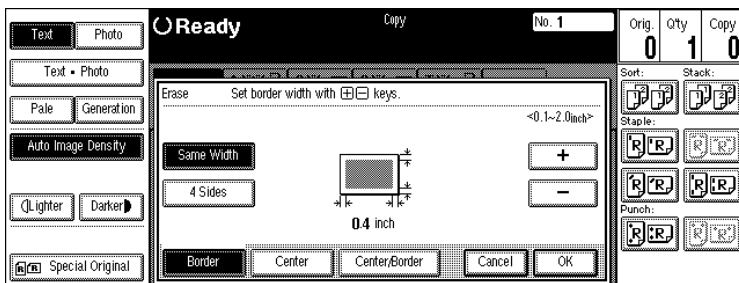 Text Photo
Text • Photo
Pale Generation
Auto Image Density
Lighter Darker
Special Original
Ready
Copy
No. 1
Orig. Q'ty Copy
0 1 0
Sort: Stack:
Staple:
Punch:
Erase Set border width with + - keys.
<0.1~2.0inch>
Same Width
4 Sides
+
−
0.4 inch
Border Center Center/Border Cancel OK